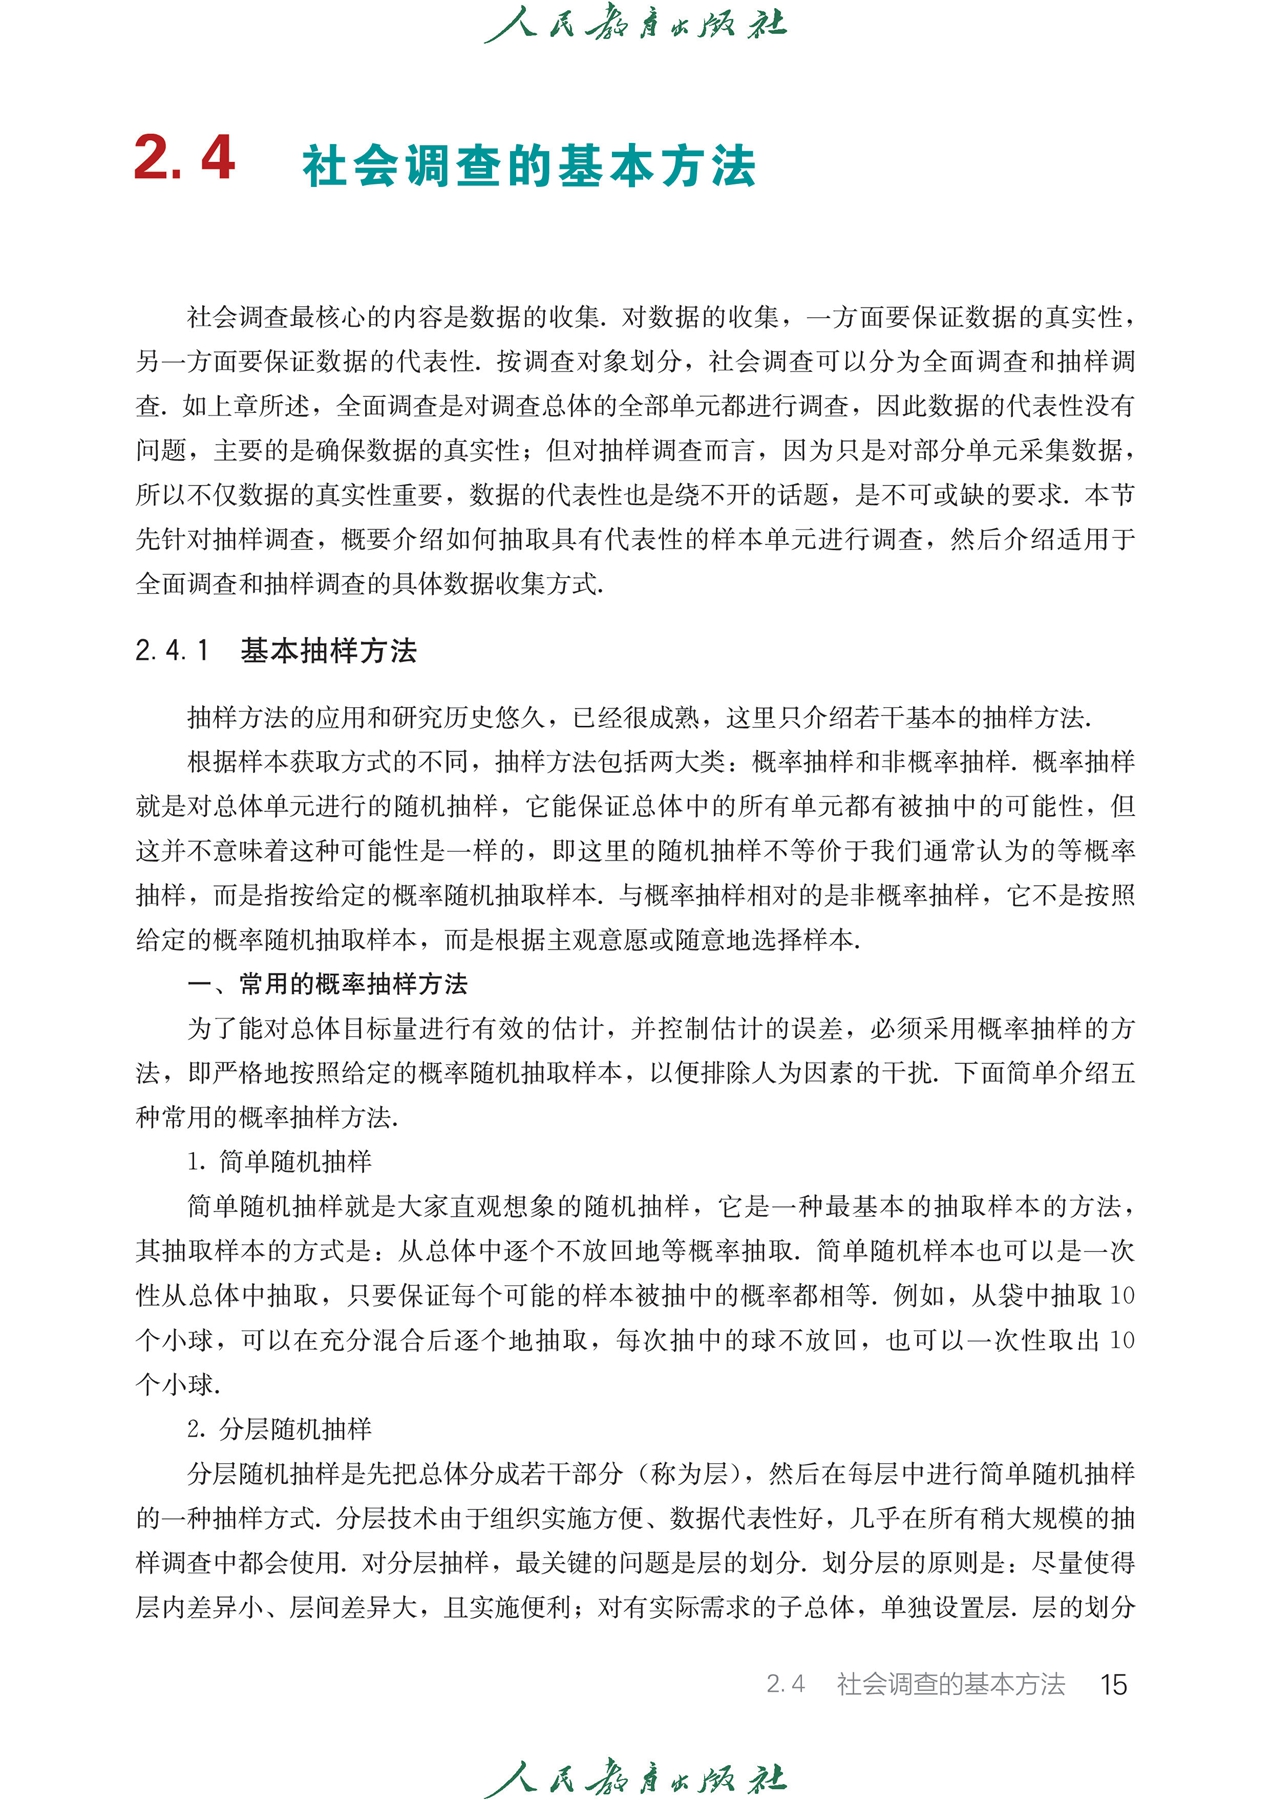 人民教育出版社
2.4 社会调查的基本方法
社会调查最核心的内容是数据的收集. 对数据的收集，一方面要保证数据的真实性，
另一方面要保证数据的代表性. 按调查对象划分，社会调查可以分为全面调查和抽样调
查. 如上章所述，全面调查是对调查总体的全部单元都进行调查，因此数据的代表性没有
问题，主要的是确保数据的真实性；但对抽样调查而言，因为只是对部分单元采集数据，
所以不仅数据的真实性重要，数据的代表性也是绕不开的话题，是不可或缺的要求. 本节
先针对抽样调查，概要介绍如何抽取具有代表性的样本单元进行调查，然后介绍适用于
全面调查和抽样调查的具体数据收集方式.
2.4.1 基本抽样方法
抽样方法的应用和研究历史悠久，已经很成熟，这里只介绍若干基本的抽样方法.
根据样本获取方式的不同，抽样方法包括两大类：概率抽样和非概率抽样. 概率抽样
就是对总体单元进行的随机抽样，它能保证总体中的所有单元都有被抽中的可能性，但
这并不意味着这种可能性是一样的，即这里的随机抽样不等价于我们通常认为的等概率
抽样，而是指按给定的概率随机抽取样本. 与概率抽样相对的是非概率抽样，它不是按照
给定的概率随机抽取样本，而是根据主观意愿或随意地选择样本.
一、常用的概率抽样方法
为了能对总体目标量进行有效的估计，并控制估计的误差，必须采用概率抽样的方
法，即严格地按照给定的概率随机抽取样本，以便排除人为因素的干扰. 下面简单介绍五
种常用的概率抽样方法.
1. 简单随机抽样
简单随机抽样就是大家直观想象的随机抽样，它是一种最基本的抽取样本的方法，
其抽取样本的方式是：从总体中逐个不放回地等概率抽取. 简单随机样本也可以是一次
性从总体中抽取，只要保证每个可能的样本被抽中的概率都相等. 例如，从袋中抽取 10
个小球，可以在充分混合后逐个地抽取，每次抽中的球不放回，也可以一次性取出 10
个小球.
2. 分层随机抽样
分层随机抽样是先把总体分成若干部分（称为层），然后在每层中进行简单随机抽样
的一种抽样方式. 分层技术由于组织实施方便、数据代表性好，几乎在所有稍大规模的抽
样调查中都会使用. 对分层抽样，最关键的问题是层的划分. 划分层的原则是：尽量使得
层内差异小、层间差异大，且实施便利；对有实际需求的子总体，单独设置层. 层的划分
2.4 社会调查的基本方法 15
人民教育出版社